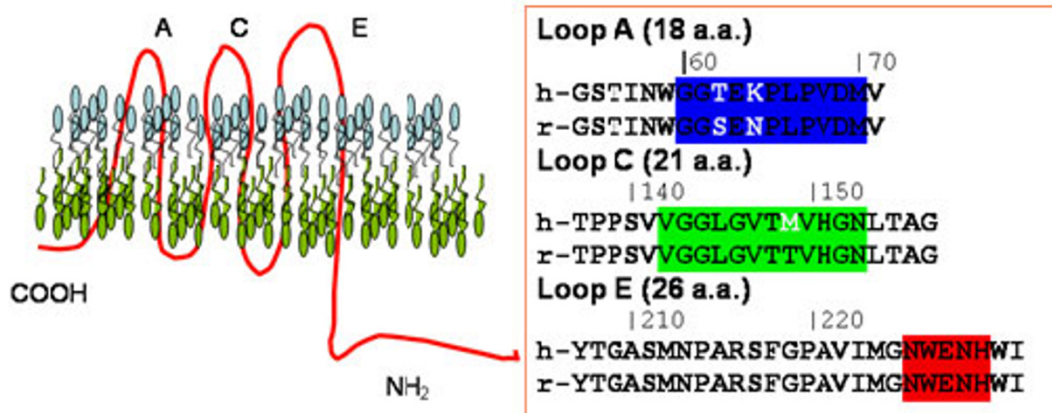 A C E
COOH
NH2
Loop A (18 a.a.)
|60 |70
h-GSTINWGGTEKPLPVDMV
r-GSTINWGGSENPLPVDMV
Loop C (21 a.a.)
|140 |150
h-TPPSVVGGLGVTMVHGNLTAG
r-TPPSVVGGLGVTTVHGNLTAG
Loop E (26 a.a.)
|210 |220
h-YTGASMNPARSFGPAVIMGNWENHWI
r-YTGASMNPARSFGPAVIMGNWENHWI